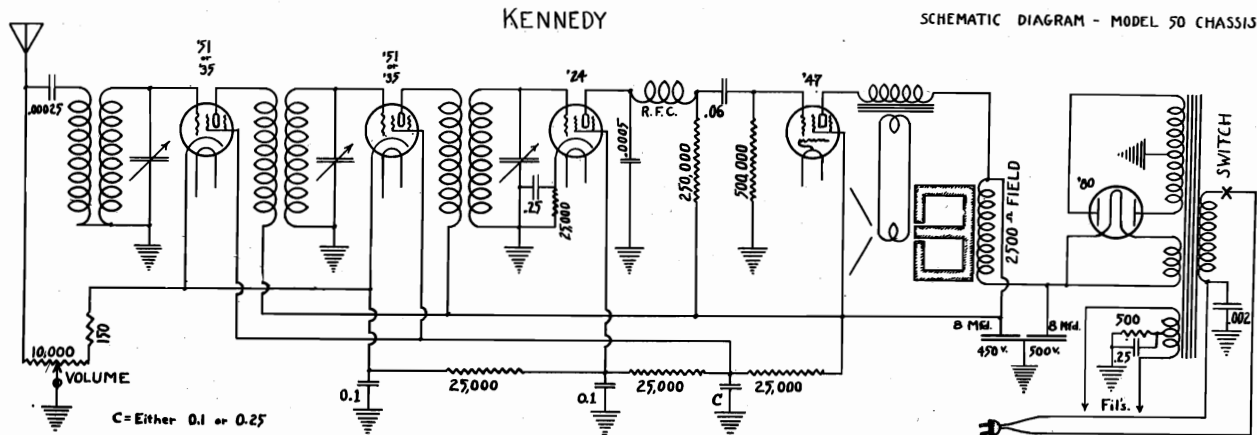 KENNEDY
SCHEMATIC DIAGRAM - MODEL 50 CHASSIS
'51
or
'35
'51
or
'35
'24
'47
.00025
R.F.C.
.06
.0005
250,000
500,000
.25
25,000
2500 Ω FIELD
'80
SWITCH
150
10,000
VOLUME
0.1
25,000
0.1
25,000
C
25,000
8 Mfd.
8 Mfd.
450 v.
500 v.
500
.25
.002
Fil's.
C = Either 0.1 or 0.25